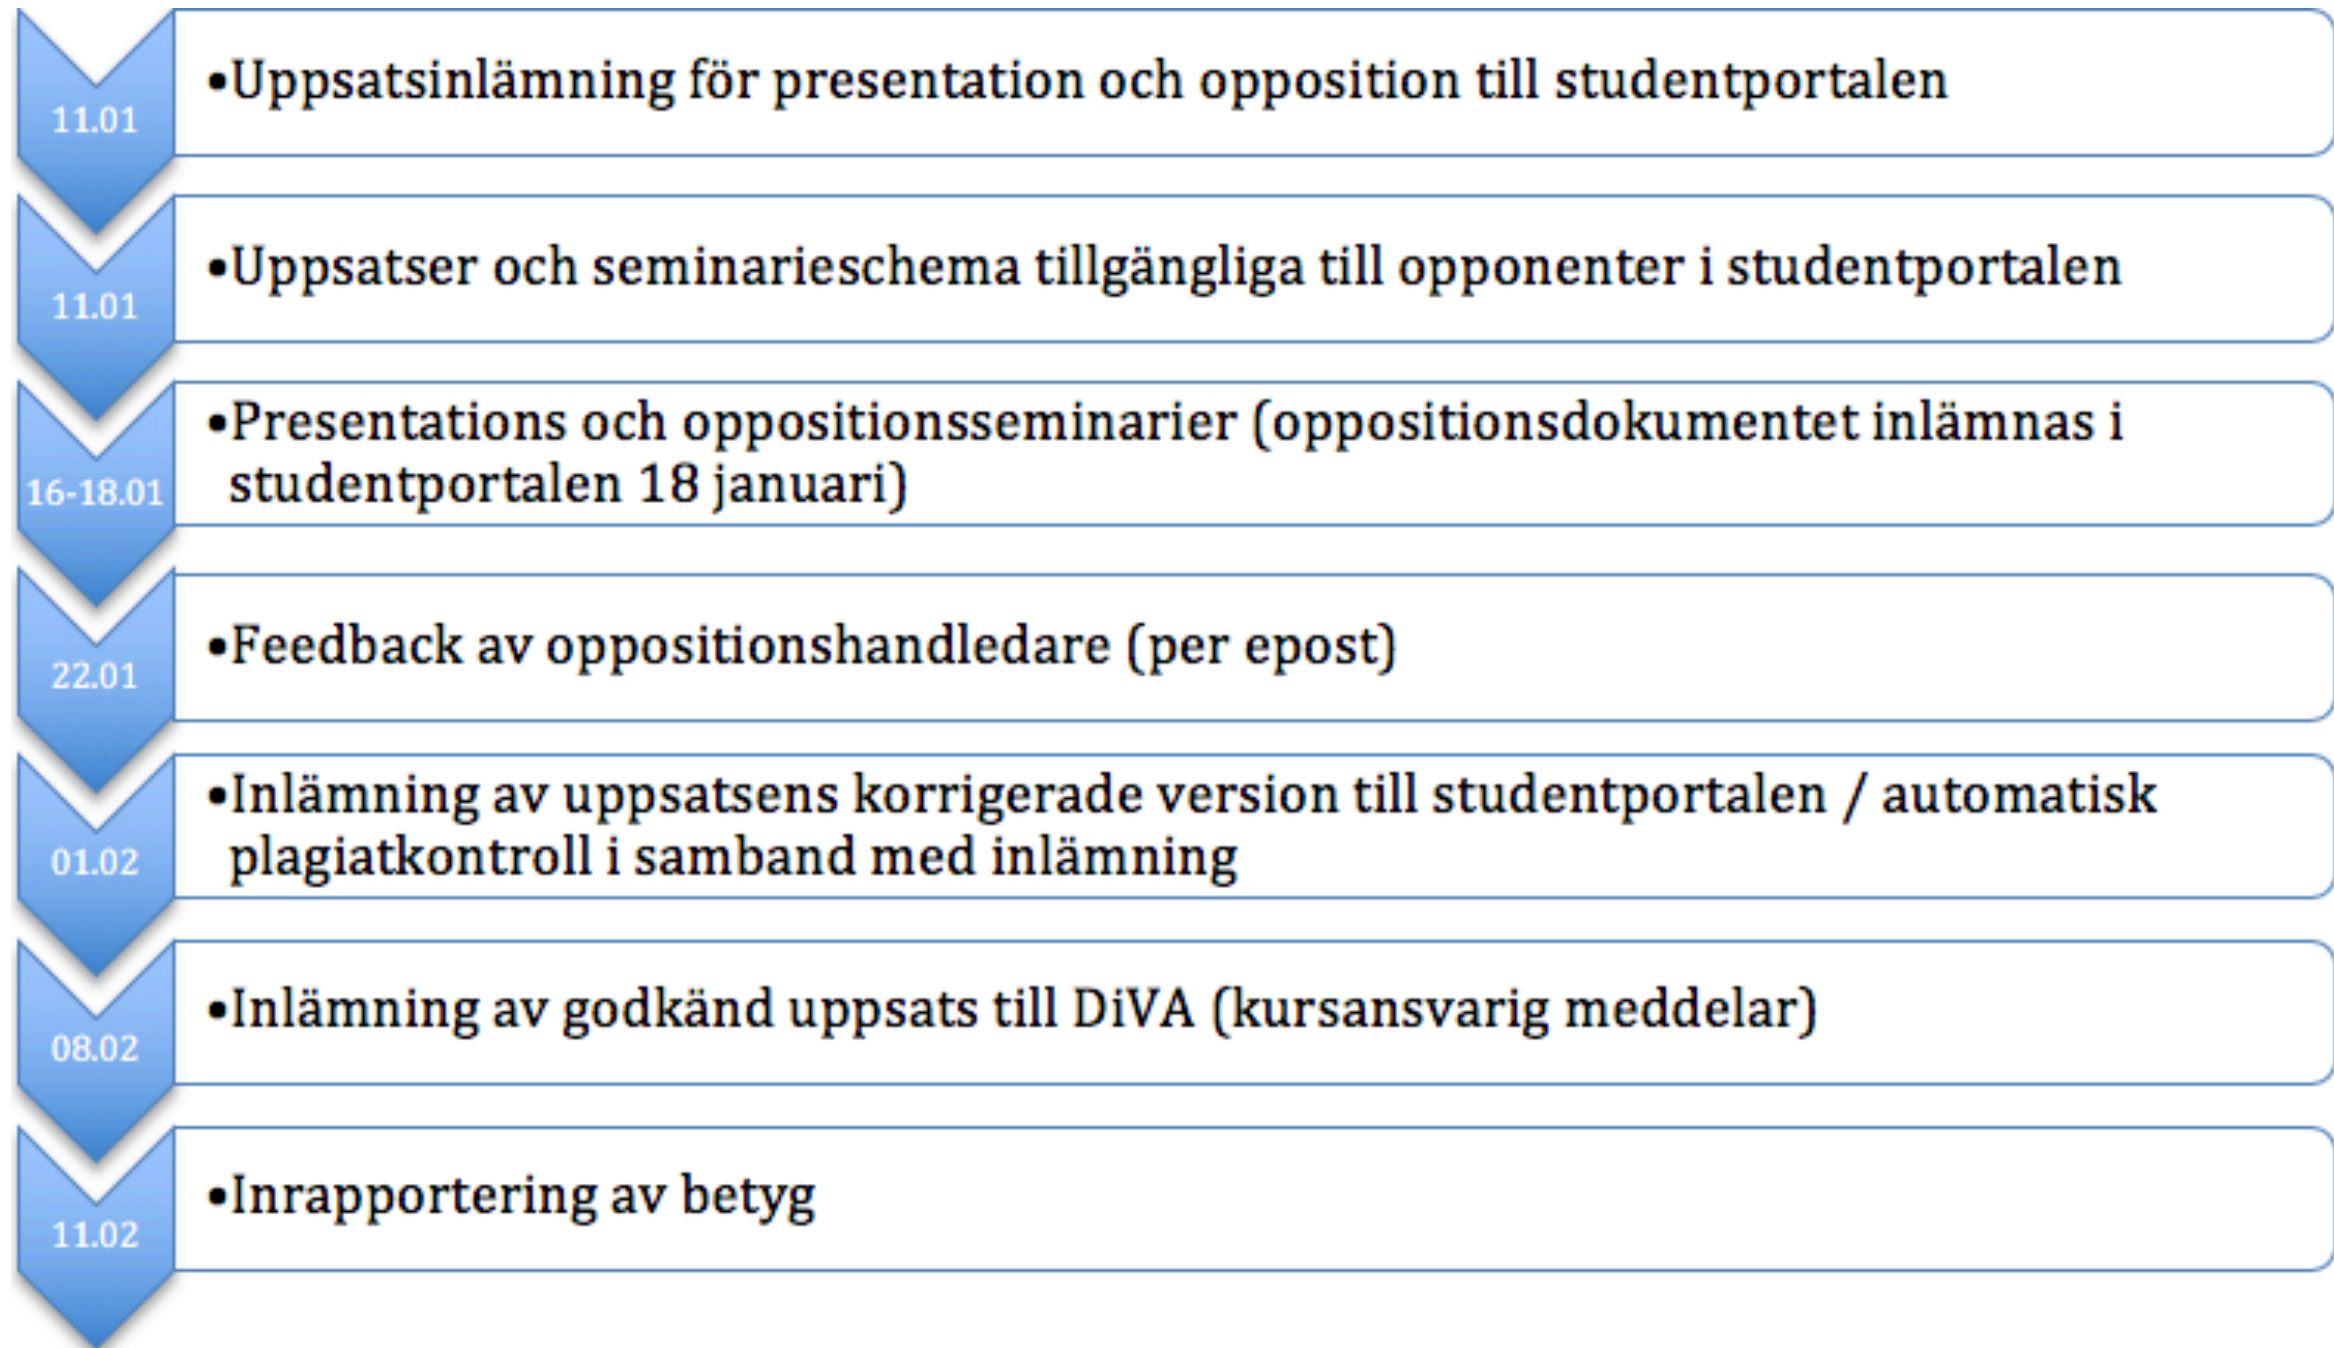 11.01
•Uppsatsinlämning för presentation och opposition till studentportalen
11.01
•Uppsatser och seminarieschema tillgängliga till opponenter i studentportalen
16-18.01
•Presentations och oppositionsseminarier (oppositionsdokumentet inlämnas i
studentportalen 18 januari)
22.01
•Feedback av oppositionshandledare (per epost)
01.02
•Inlämning av uppsatsens korrigerade version till studentportalen / automatisk
plagiatkontroll i samband med inlämning
08.02
•Inlämning av godkänd uppsats till DiVA (kursansvarig meddelar)
11.02
•Inrapportering av betyg